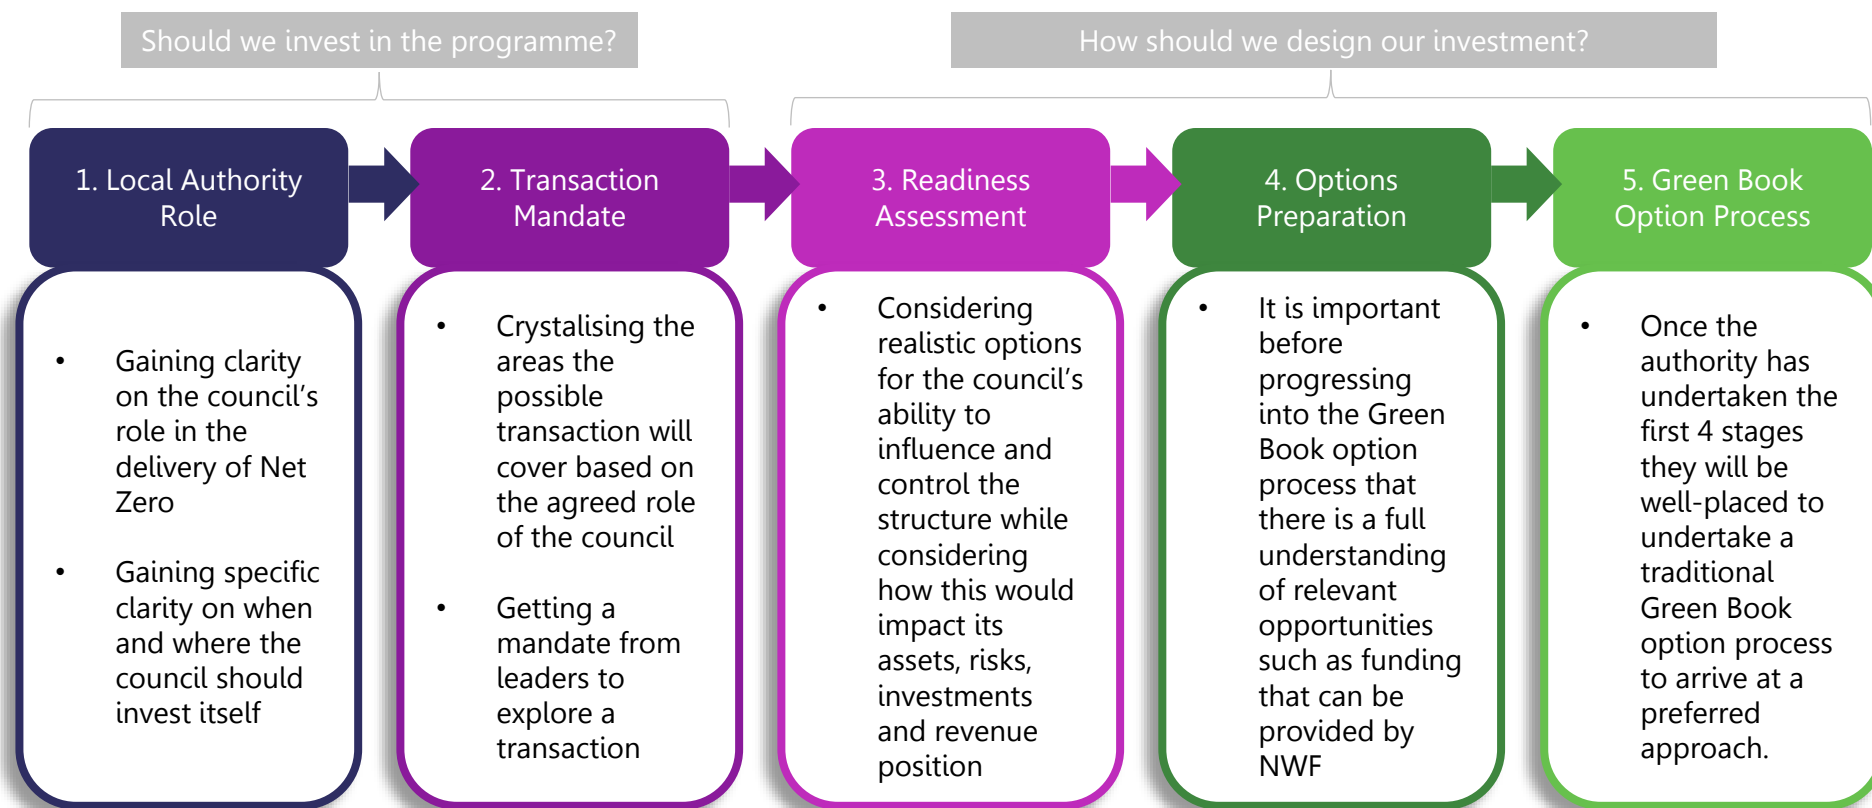 Should we invest in the programme?
How should we design our investment?
1. Local Authority
Role
2. Transaction
Mandate
3. Readiness
Assessment
4. Options
Preparation
5. Green Book
Option Process
• Gaining clarity
on the council’s
role in the
delivery of Net
Zero
• Gaining specific
clarity on when
and where the
council should
invest itself
• Crystalising the
areas the
possible
transaction will
cover based on
the agreed role
of the council
• Getting a
mandate from
leaders to
explore a
transaction
• Considering
realistic options
for the council’s
ability to
influence and
control the
structure while
considering
how this would
impact its
assets, risks,
investments
and revenue
position
• It is important
before
progressing
into the Green
Book option
process that
there is a full
understanding
of relevant
opportunities
such as funding
that can be
provided by
NWF
• Once the
authority has
undertaken the
first 4 stages
they will be
well-placed to
undertake a
traditional
Green Book
option process
to arrive at a
preferred
approach.